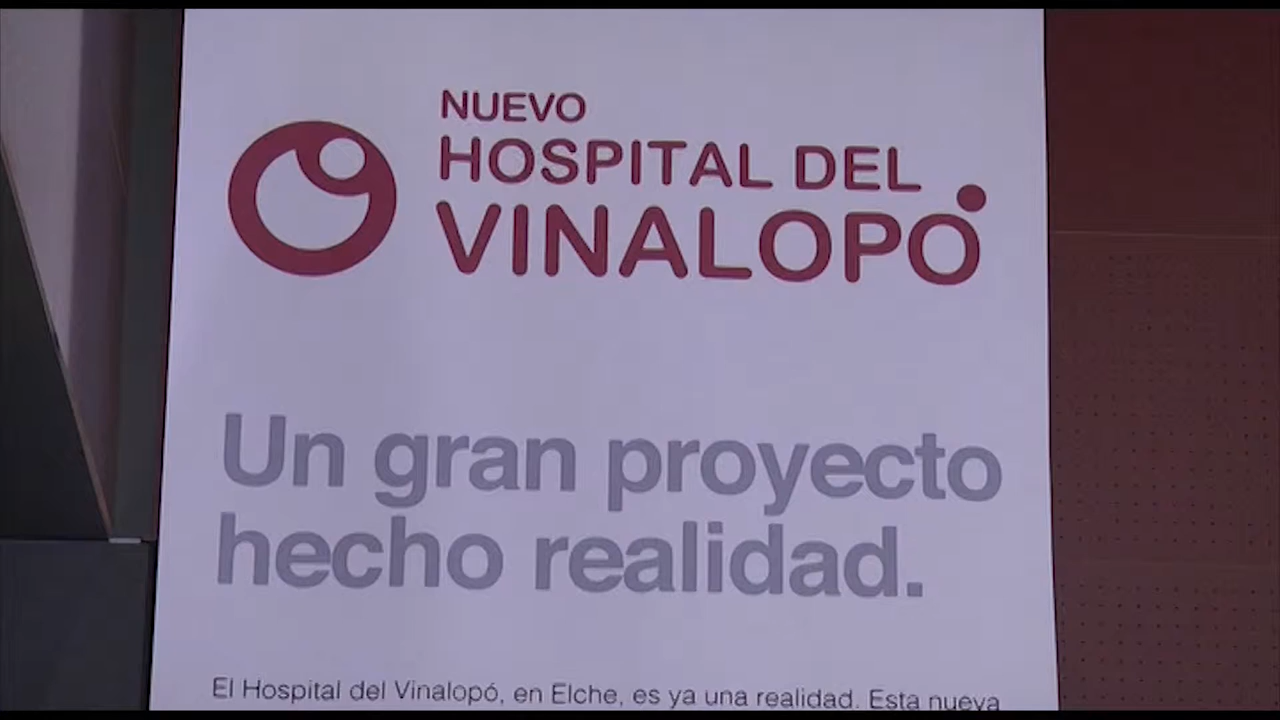 NUEVO
HOSPITAL DEL
VINALOPÓ
Un gran proyecto
hecho realidad.
El Hospital del Vinalopó, en Elche, es ya una realidad. Esta nueva